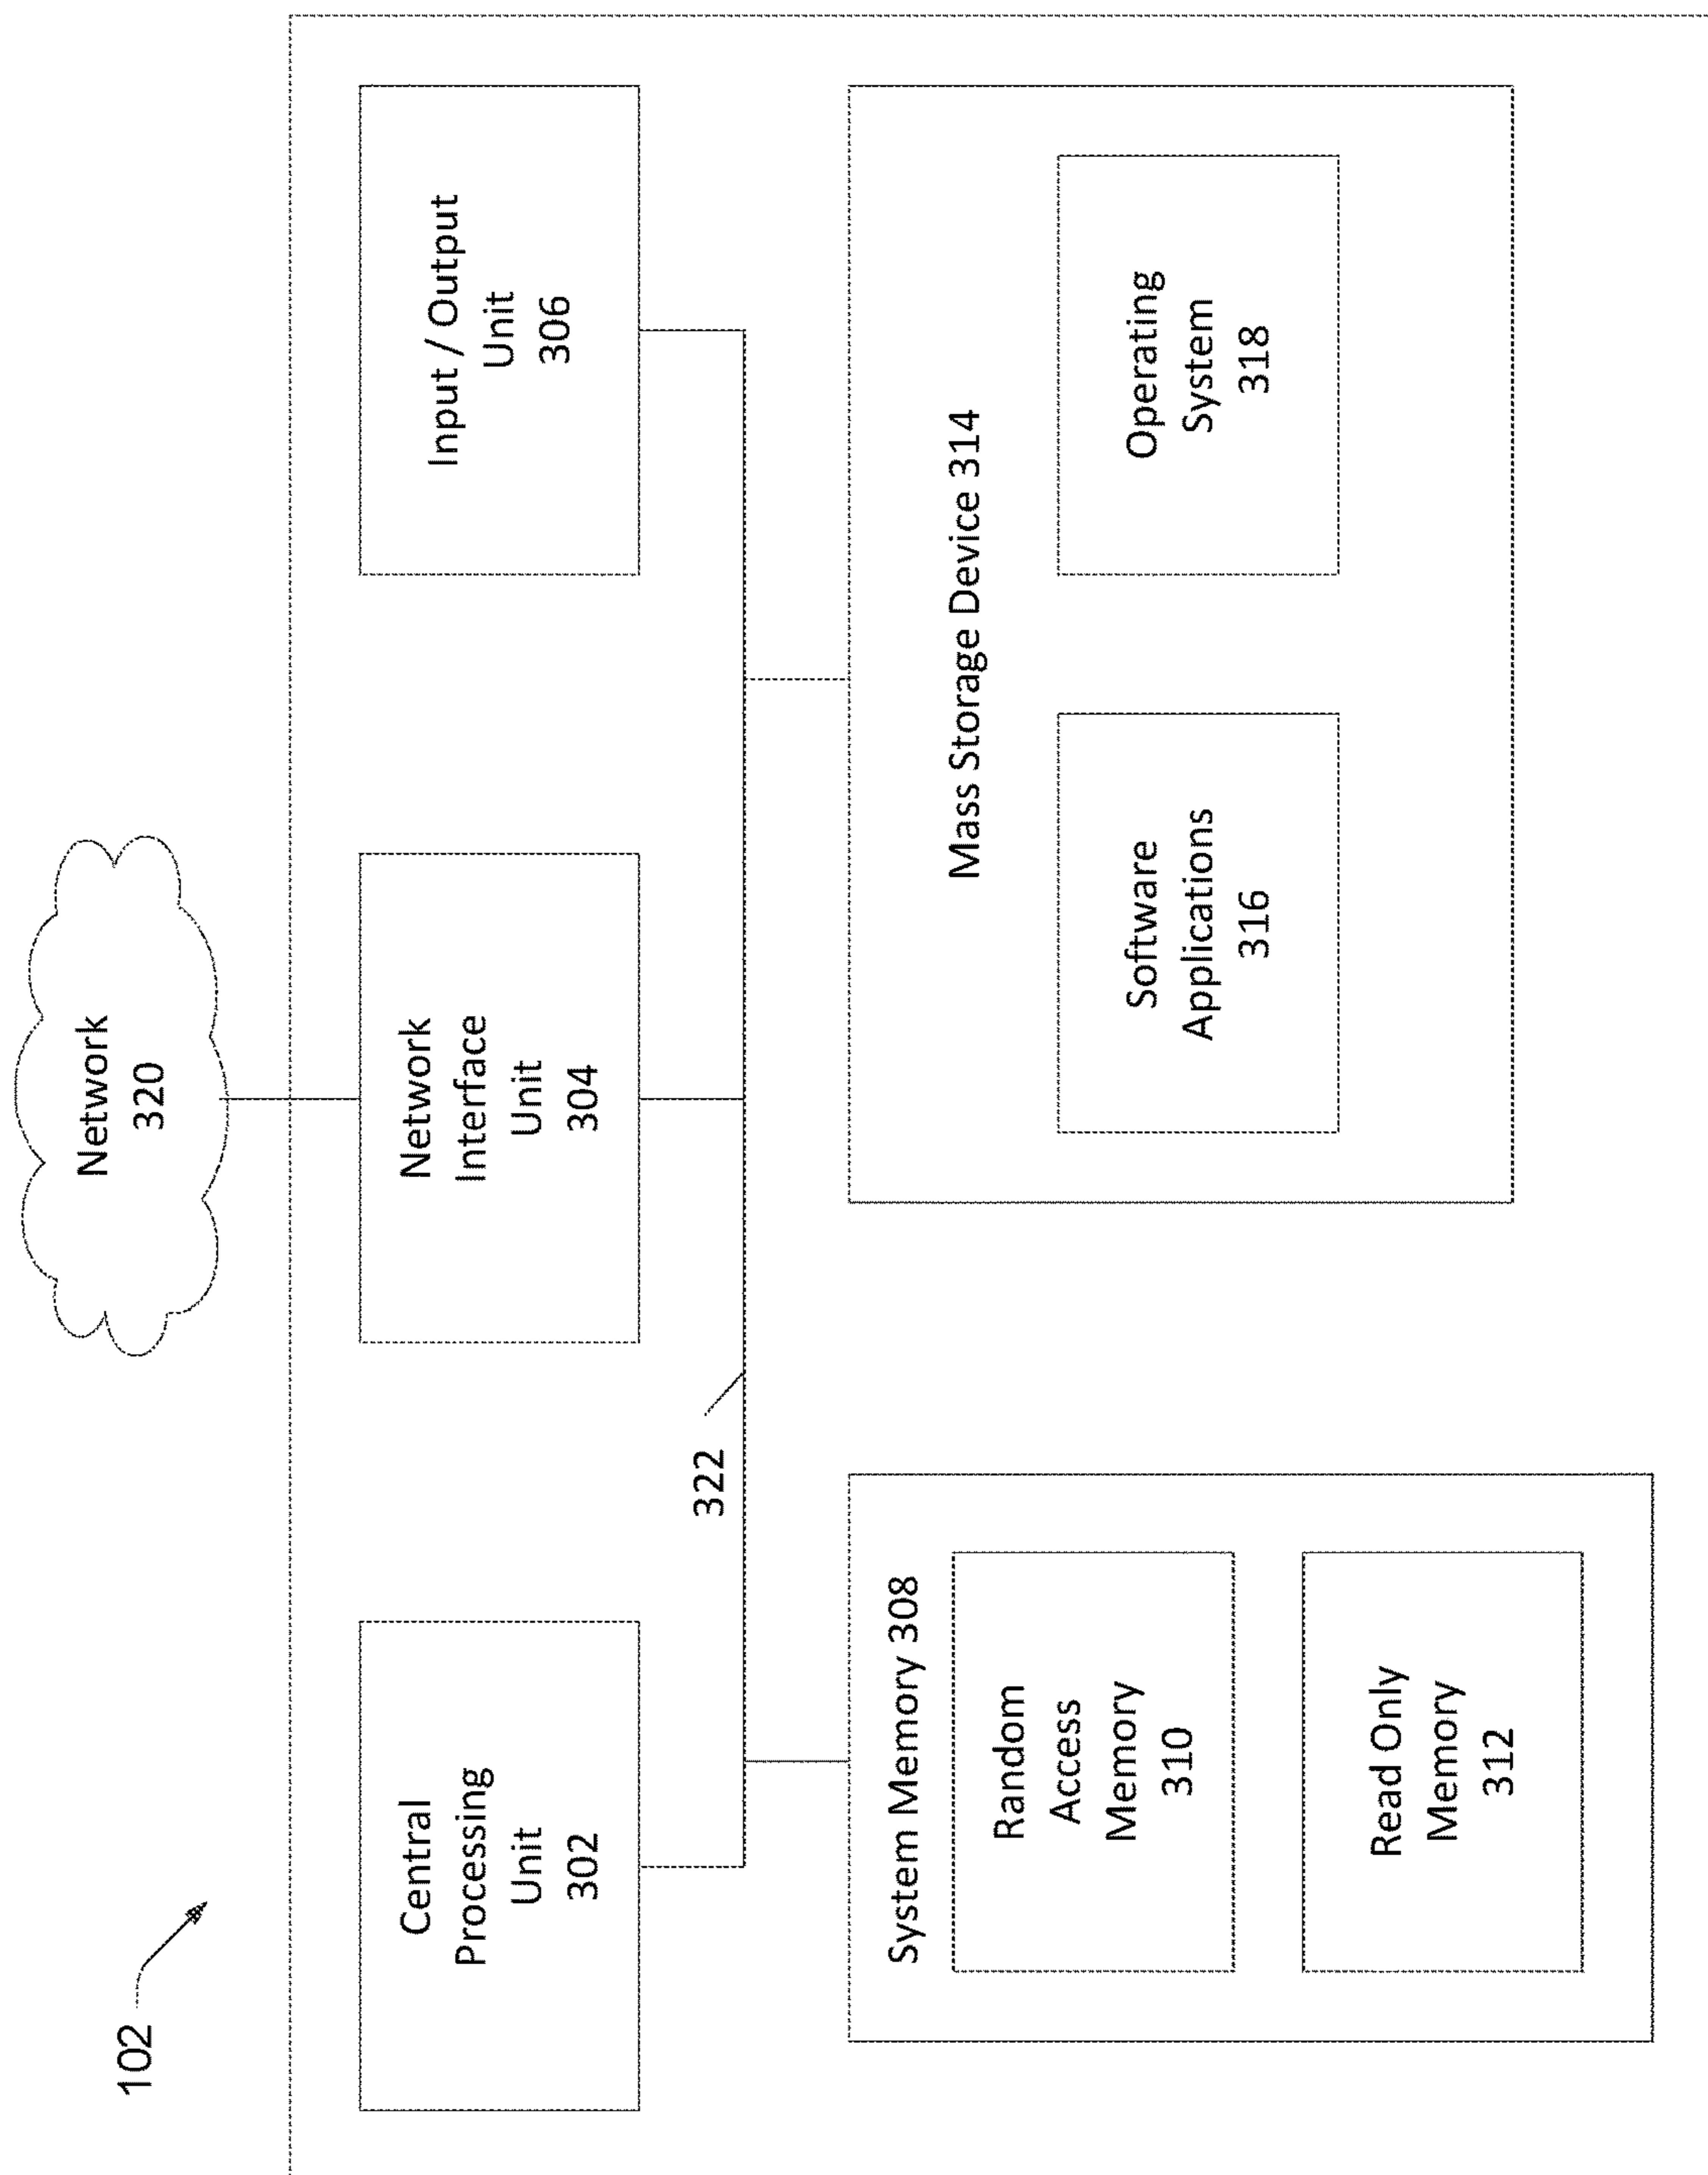 102
Network
320
Central
Processing
Unit
302
Network
Interface
Unit
304
Input / Output
Unit
306
322
System Memory 308
Random
Access
Memory
310
Read Only
Memory
312
Mass Storage Device 314
Software
Applications
316
Operating
System
318